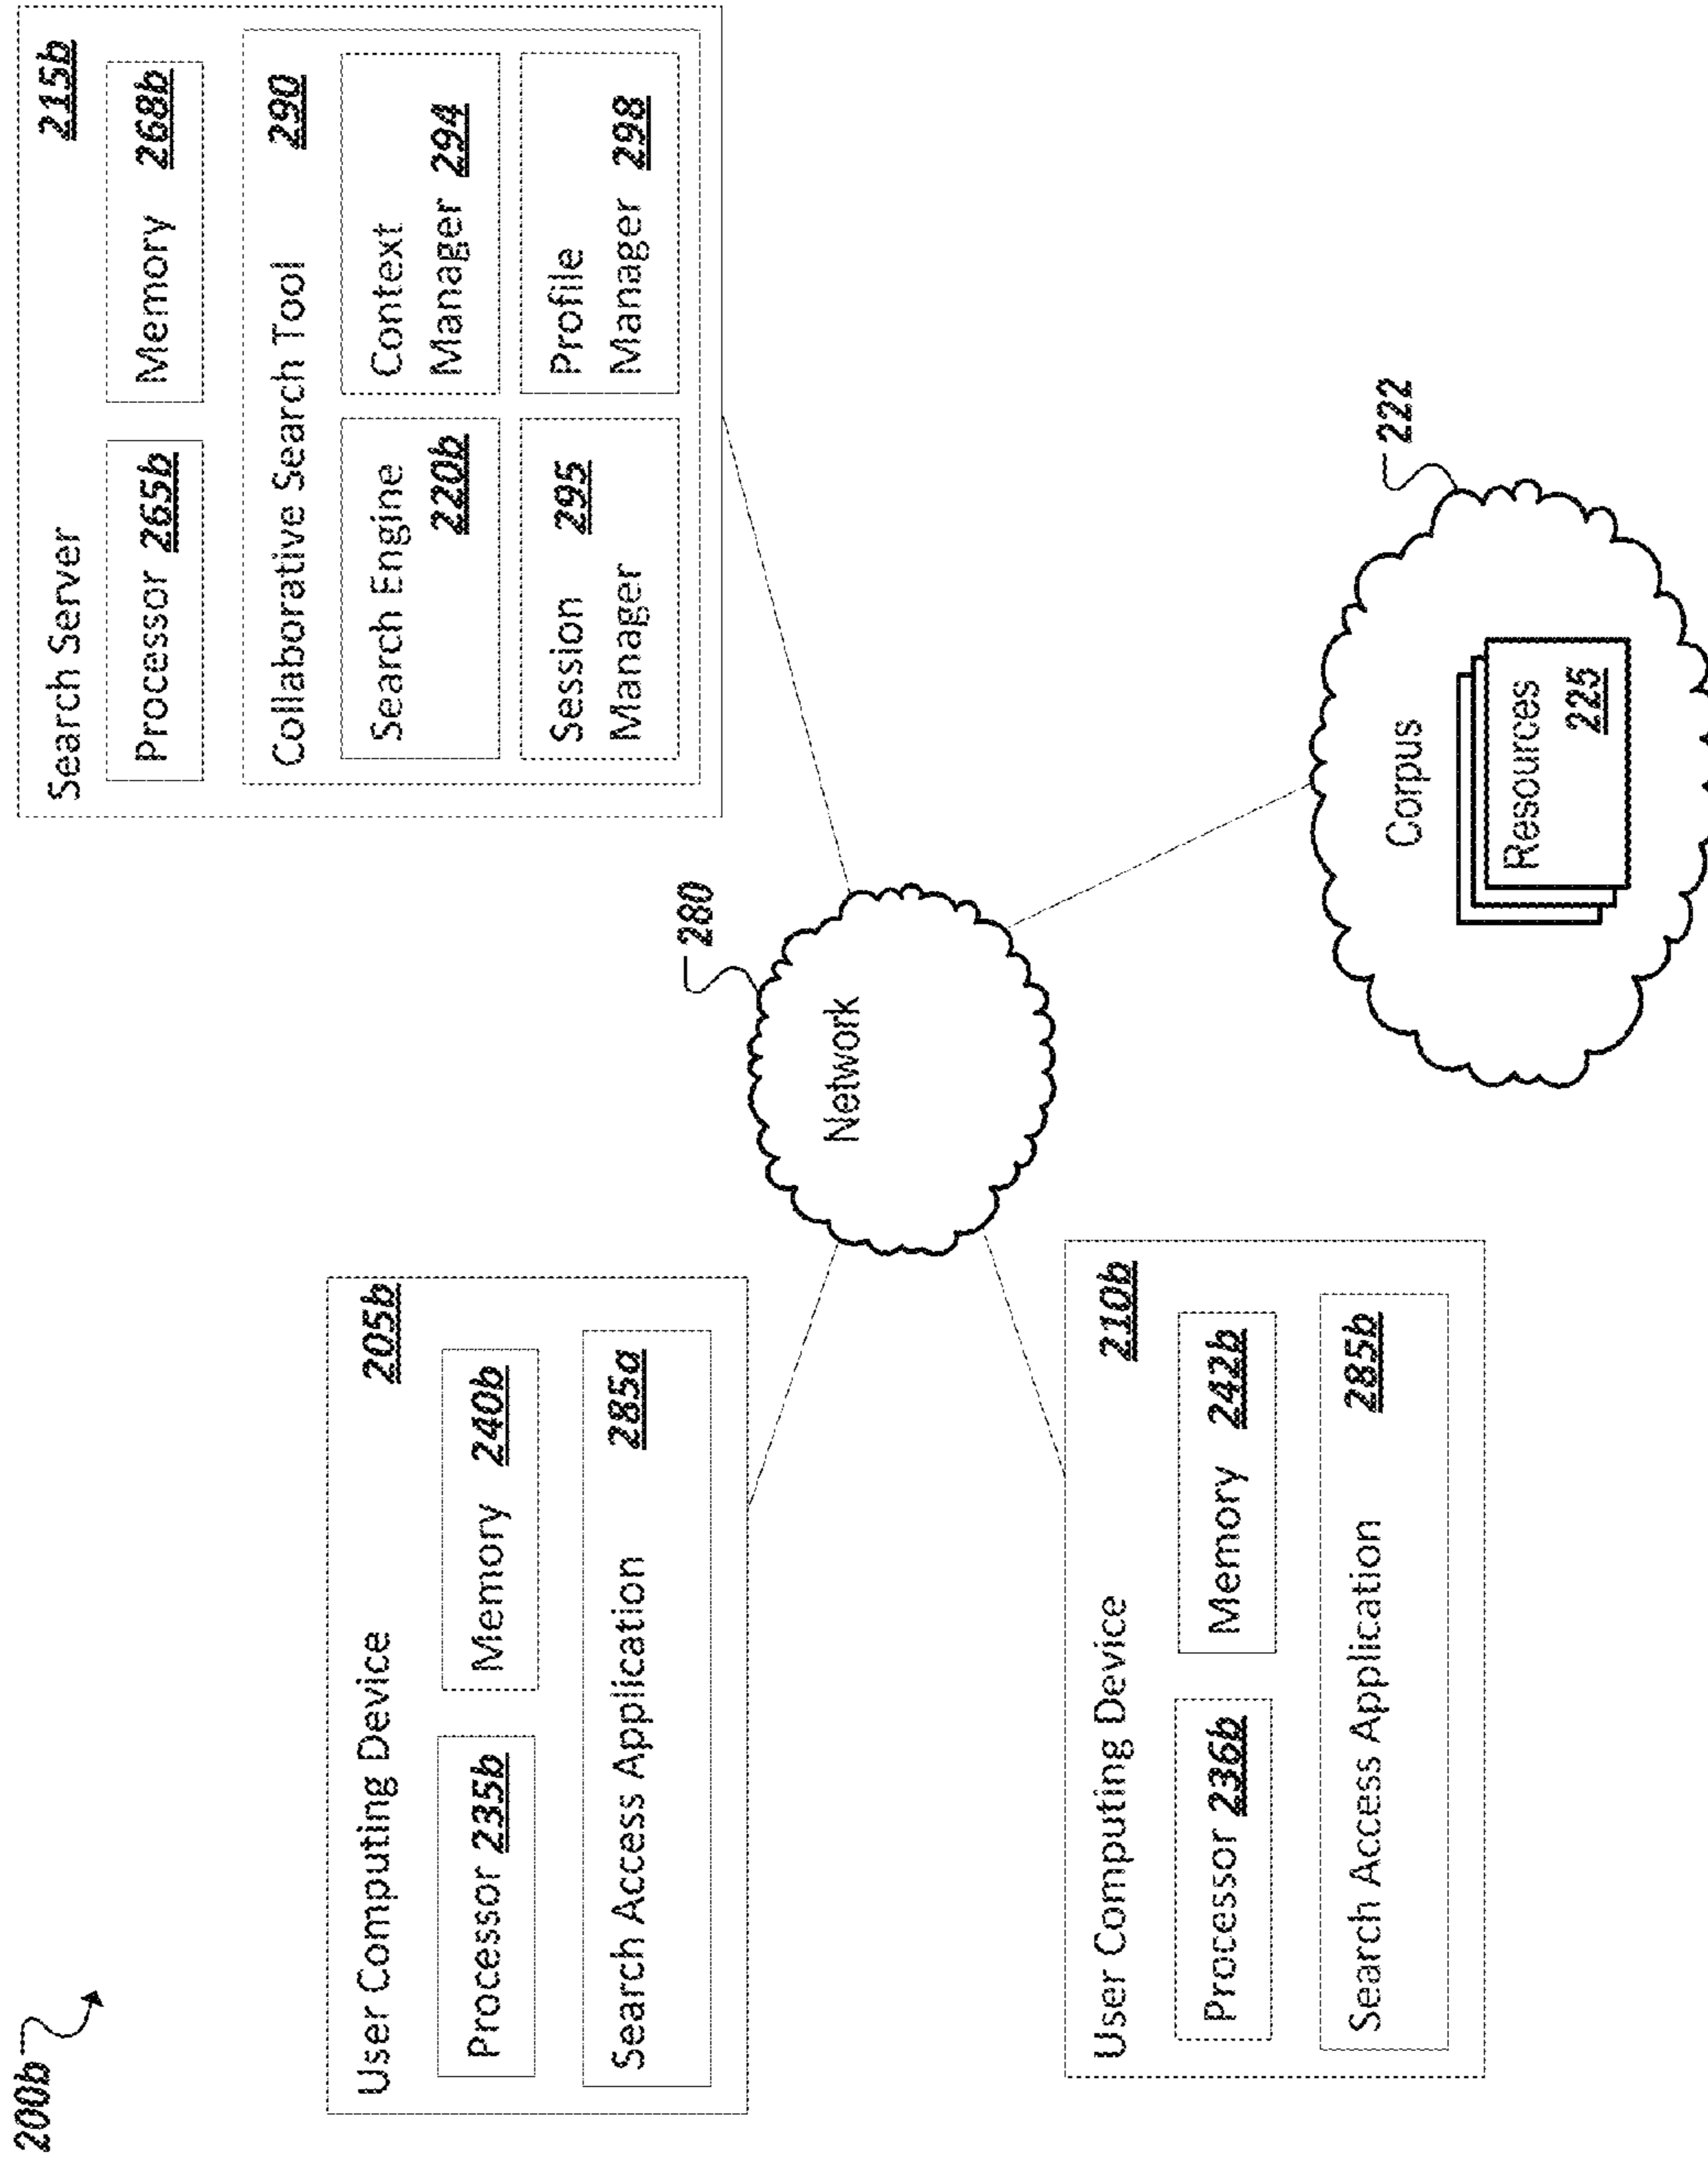 200b
User Computing Device 205b
Processor 235b
Memory 240b
Search Access Application 285a
User Computing Device 210b
Processor 236b
Memory 242b
Search Access Application 285b
Network
280
Search Server 215b
Processor 265b
Memory 268b
Collaborative Search Tool 290
Search Engine
220b
Context
Manager 294
Session 295
Manager
Profile
Manager 298
222
Corpus
Resources
225